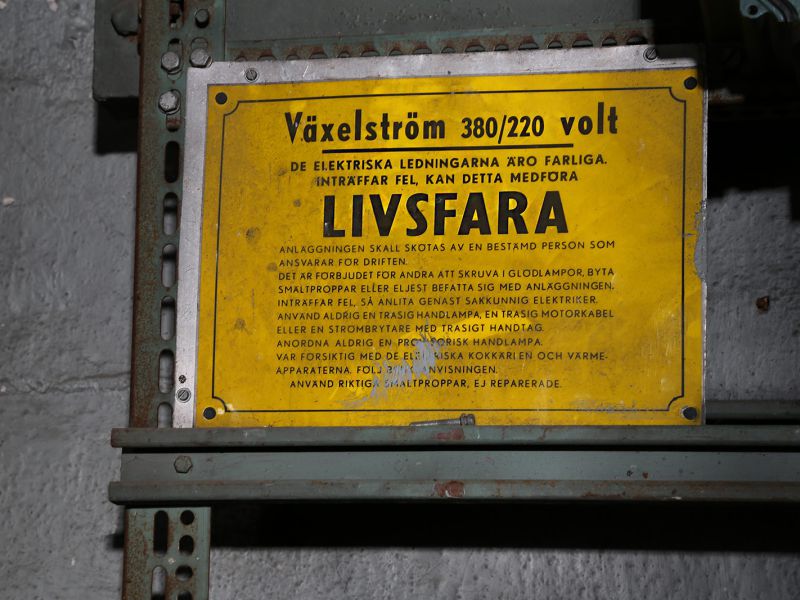 Växelström 380/220 volt
DE ELEKTRISKA LEDNINGARNA ÄRO FARLIGA.
INTRÄFFAR FEL, KAN DETTA MEDFÖRA
LIVSFARA
ANLÄGGNINGEN SKALL SKÖTAS AV EN BESTÄMD PERSON SOM
ANSVARAR FÖR DRIFTEN.
DET ÄR FÖRBJUDET FÖR ANDRA ATT SKRUVA I GLÖDLAMPOR, BYTA
SMÄLTPROPPAR ELLER ELJEST BEFATTA SIG MED ANLÄGGNINGEN.
INTRÄFFAR FEL, SÅ ANLITA GENAST SAKKUNNIG ELEKTRIKER.
ANVÄND ALDRIG EN TRASIG HANDLAMPA, EN TRASIG MOTORKABEL
ELLER EN STRÖMBRYTARE MED TRASIGT HANDTAG.
ANORDNA ALDRIG EN PROVISORISK HANDLAMPA.
VAR FÖRSIKTIG MED DE ELEKTRISKA KOKKÄRLEN OCH VÄRME-
APPARATERNA. FÖLJ ANVISNINGEN.
ANVÄND RIKTIGA SMÄLTPROPPAR, EJ REPARERADE.